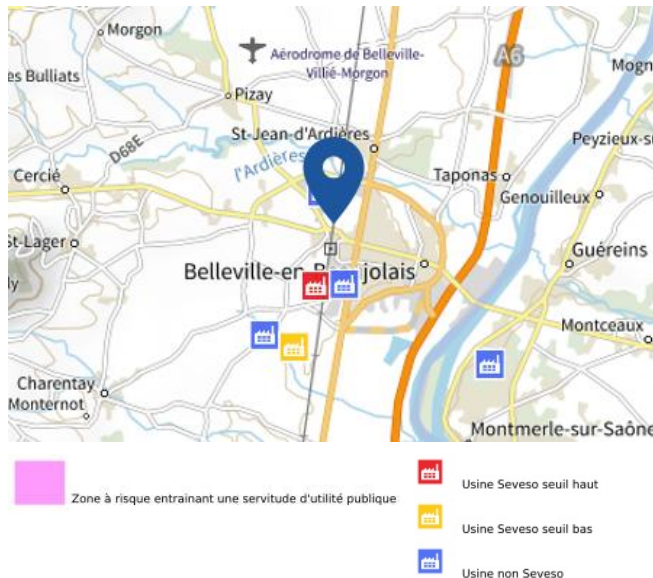 Morgon
Aérodrome de Belleville-
Villié-Morgon
A6
es Bulliats
Mogn
Pizay
D68E
St-Jean-d'Ardières
Peyzieux-su
l'Ardières
Cercié
Taponas
Genouilleux
St-Lager
Guéreins
ly
Belleville-en-B jolais
Montceaux
Charentay
Monternot
Montmerle-sur-Saône
Zone à risque entrainant une servitude d'utilité publique
Usine Seveso seuil haut
Usine Seveso seuil bas
Usine non Seveso